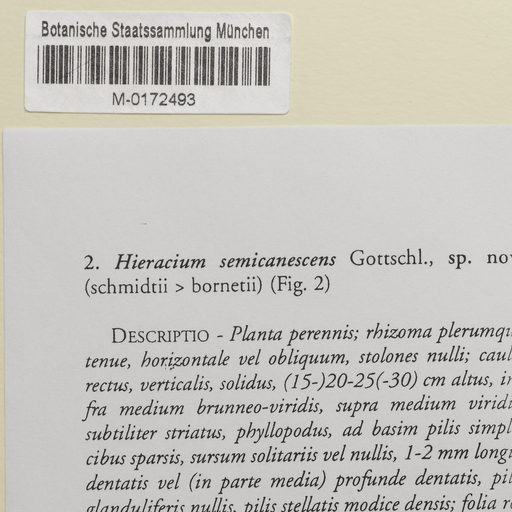 Botanische Staatssammlung München
M-0172493
2. Hieracium semicanescens Gottschl., sp. nov
(schmidtii > bornetii) (Fig. 2)
DESCRIPTIO - Planta perennis; rhizoma plerumqu
tenue, horizontale vel obliquum, stolones nulli; caul
rectus, verticalis, solidus, (15-)20-25(-30) cm altus, in
fra medium brunneo-viridis, supra medium viridi
subtiliter striatus, phyllopodus, ad basim pilis simpl
cibus sparsis, sursum solitariis vel nullis, 1-2 mm longi
dentatis vel (in parte media) profunde dentatis, pil
glanduliferis nullis, pilis stellatis modice densis; folia ro